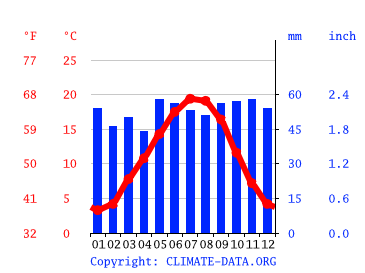 °F °C mm inch
77 25
68 20 60 2.4
59 15 45 1.8
50 10 30 1.2
41 5 15 0.6
32 0 0 0.0
01 02 03 04 05 06 07 08 09 10 11 12
Copyright: CLIMATE-DATA.ORG